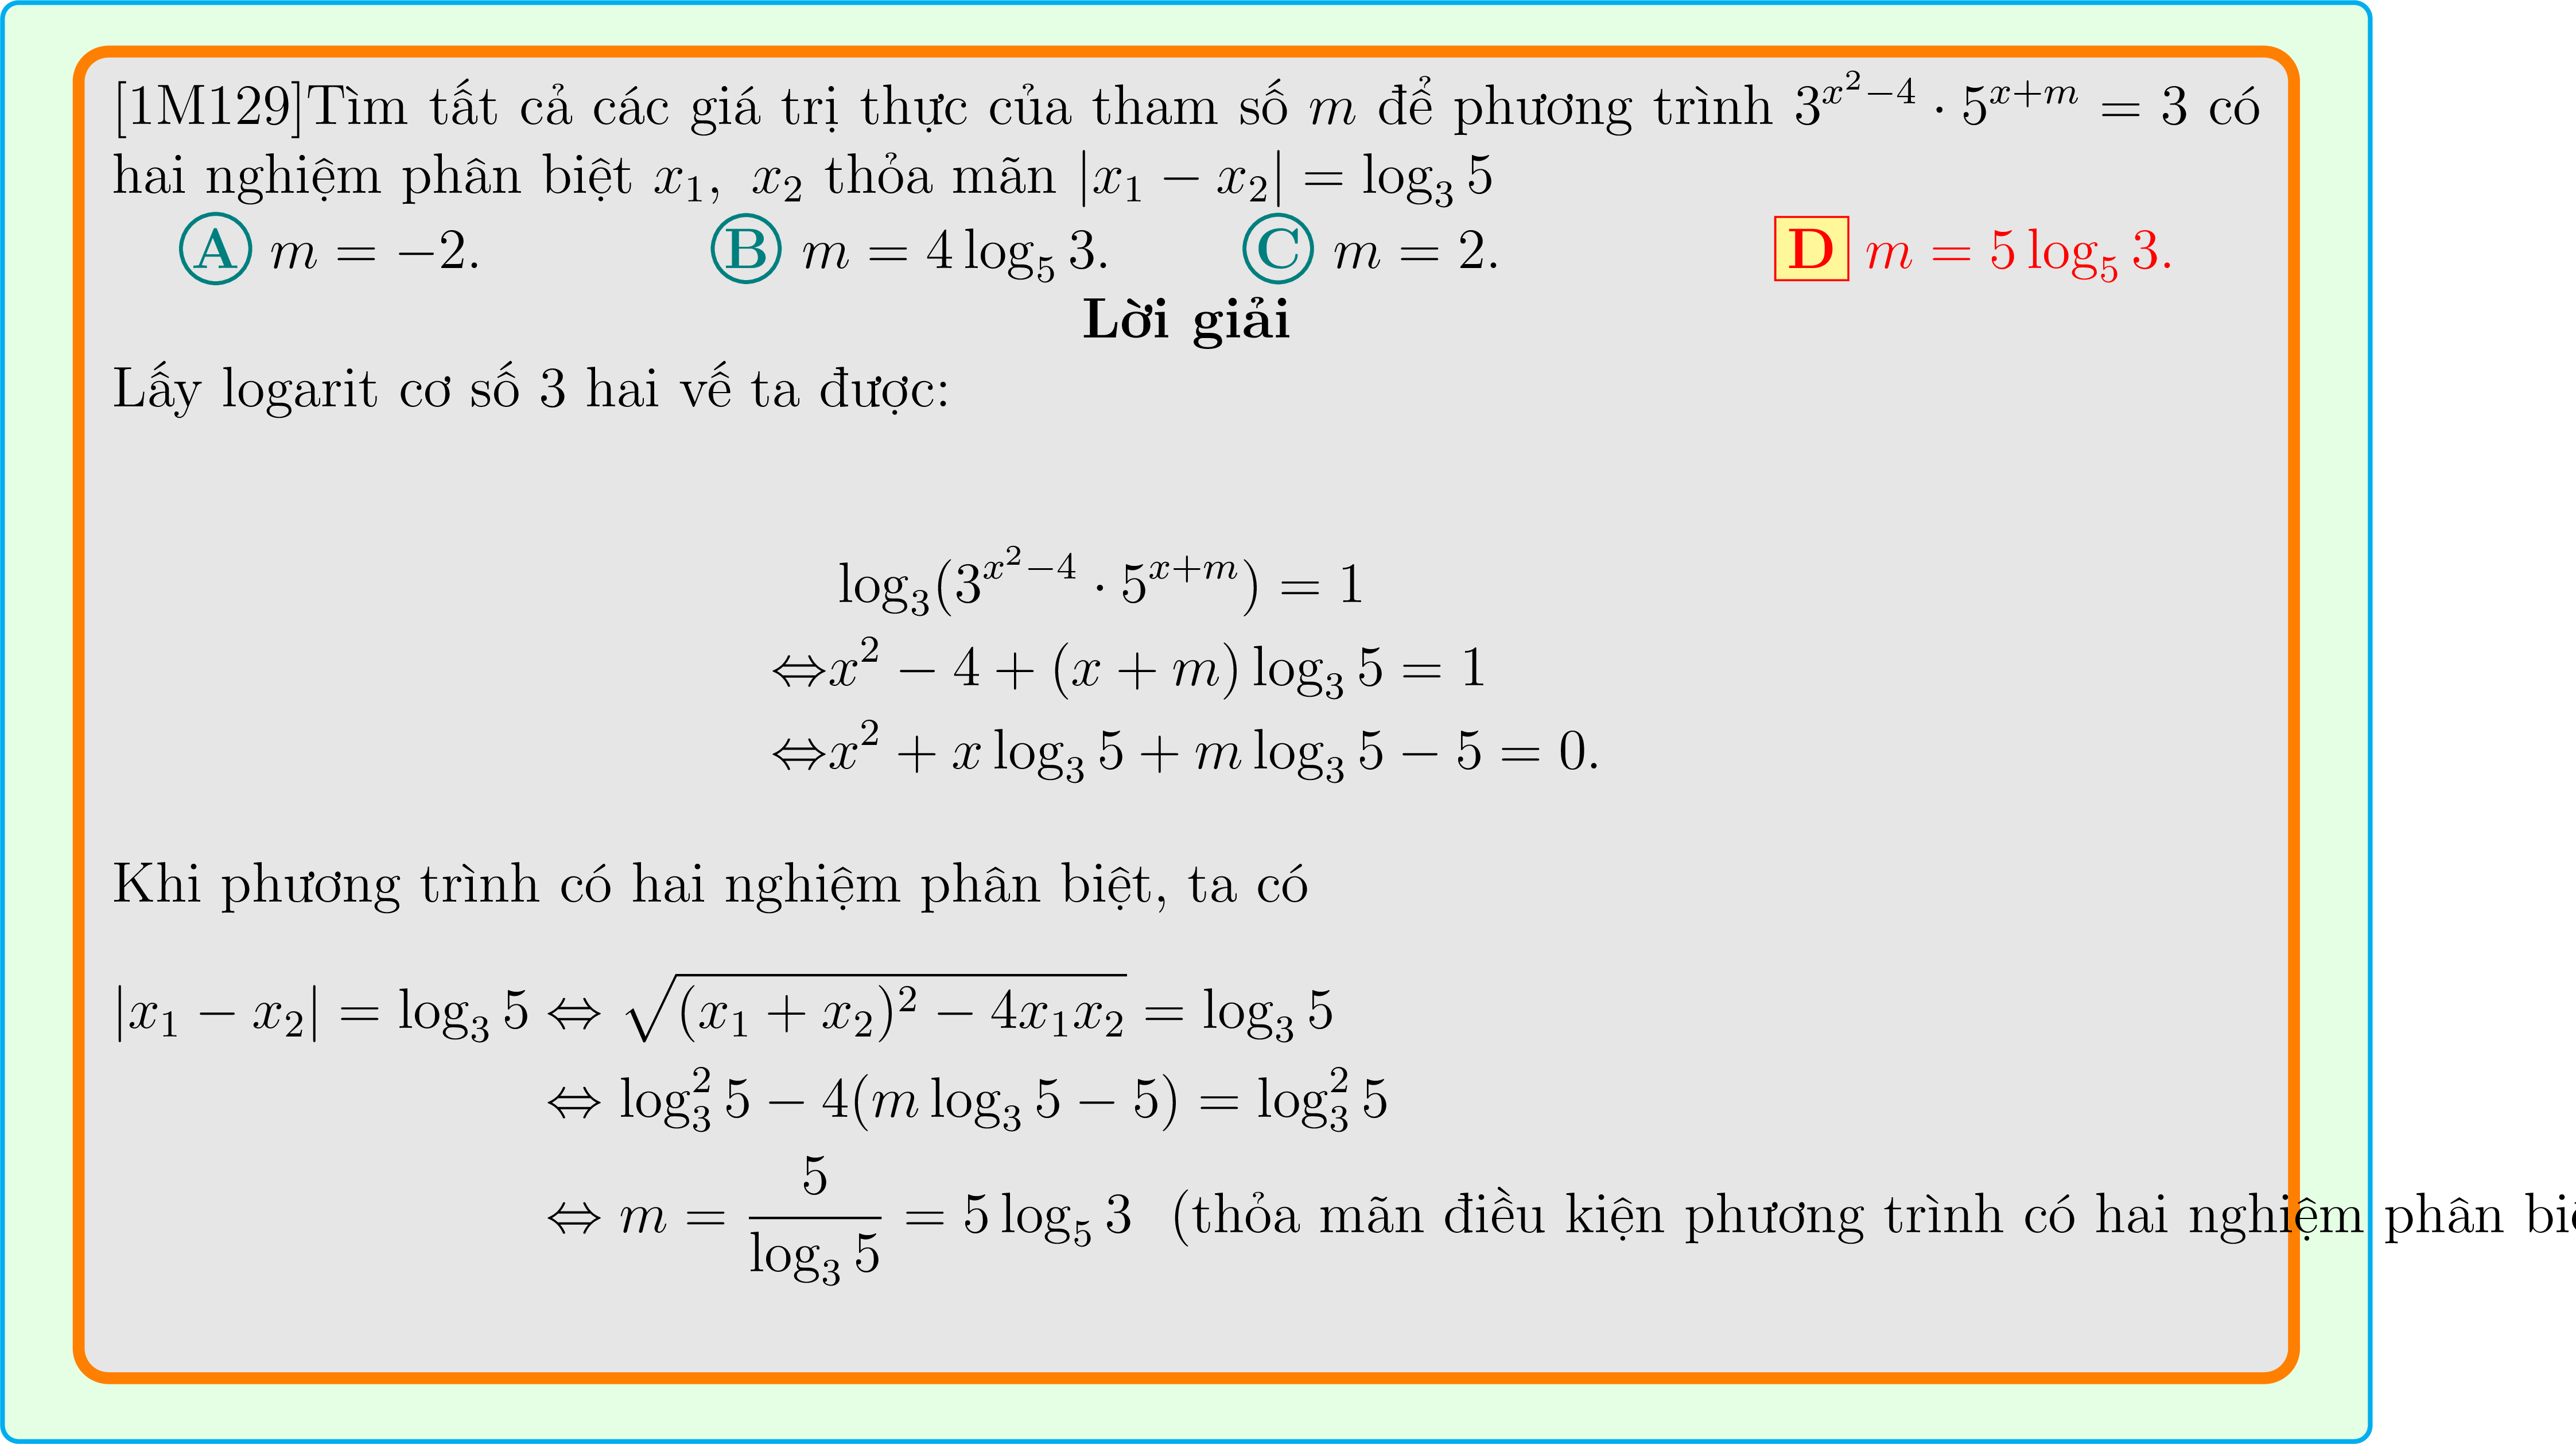 [1M129]Tìm tất cả các giá trị thực của tham số $m$ để phương trình $3^{x^2-4} \cdot 5^{x+m} = 3$ có
hai nghiệm phân biệt $x_1,\ x_2$ thỏa mãn $|x_1 - x_2| = \log_3 5$
A $m = -2$. B $m = 4\log_5 3$. C $m = 2$. D $m = 5\log_5 3$.
Lời giải
Lấy logarit cơ số 3 hai vế ta được:
$\log_3(3^{x^2-4} \cdot 5^{x+m}) = 1$
$\Leftrightarrow x^2 - 4 + (x + m)\log_3 5 = 1$
$\Leftrightarrow x^2 + x\log_3 5 + m\log_3 5 - 5 = 0.$
Khi phương trình có hai nghiệm phân biệt, ta có
$|x_1 - x_2| = \log_3 5 \Leftrightarrow \sqrt{(x_1 + x_2)^2 - 4x_1x_2} = \log_3 5$
$\Leftrightarrow \log_3^2 5 - 4(m\log_3 5 - 5) = \log_3^2 5$
$\Leftrightarrow m = \dfrac{5}{\log_3 5} = 5\log_5 3$ (thỏa mãn điều kiện phương trình có hai nghiệm phân